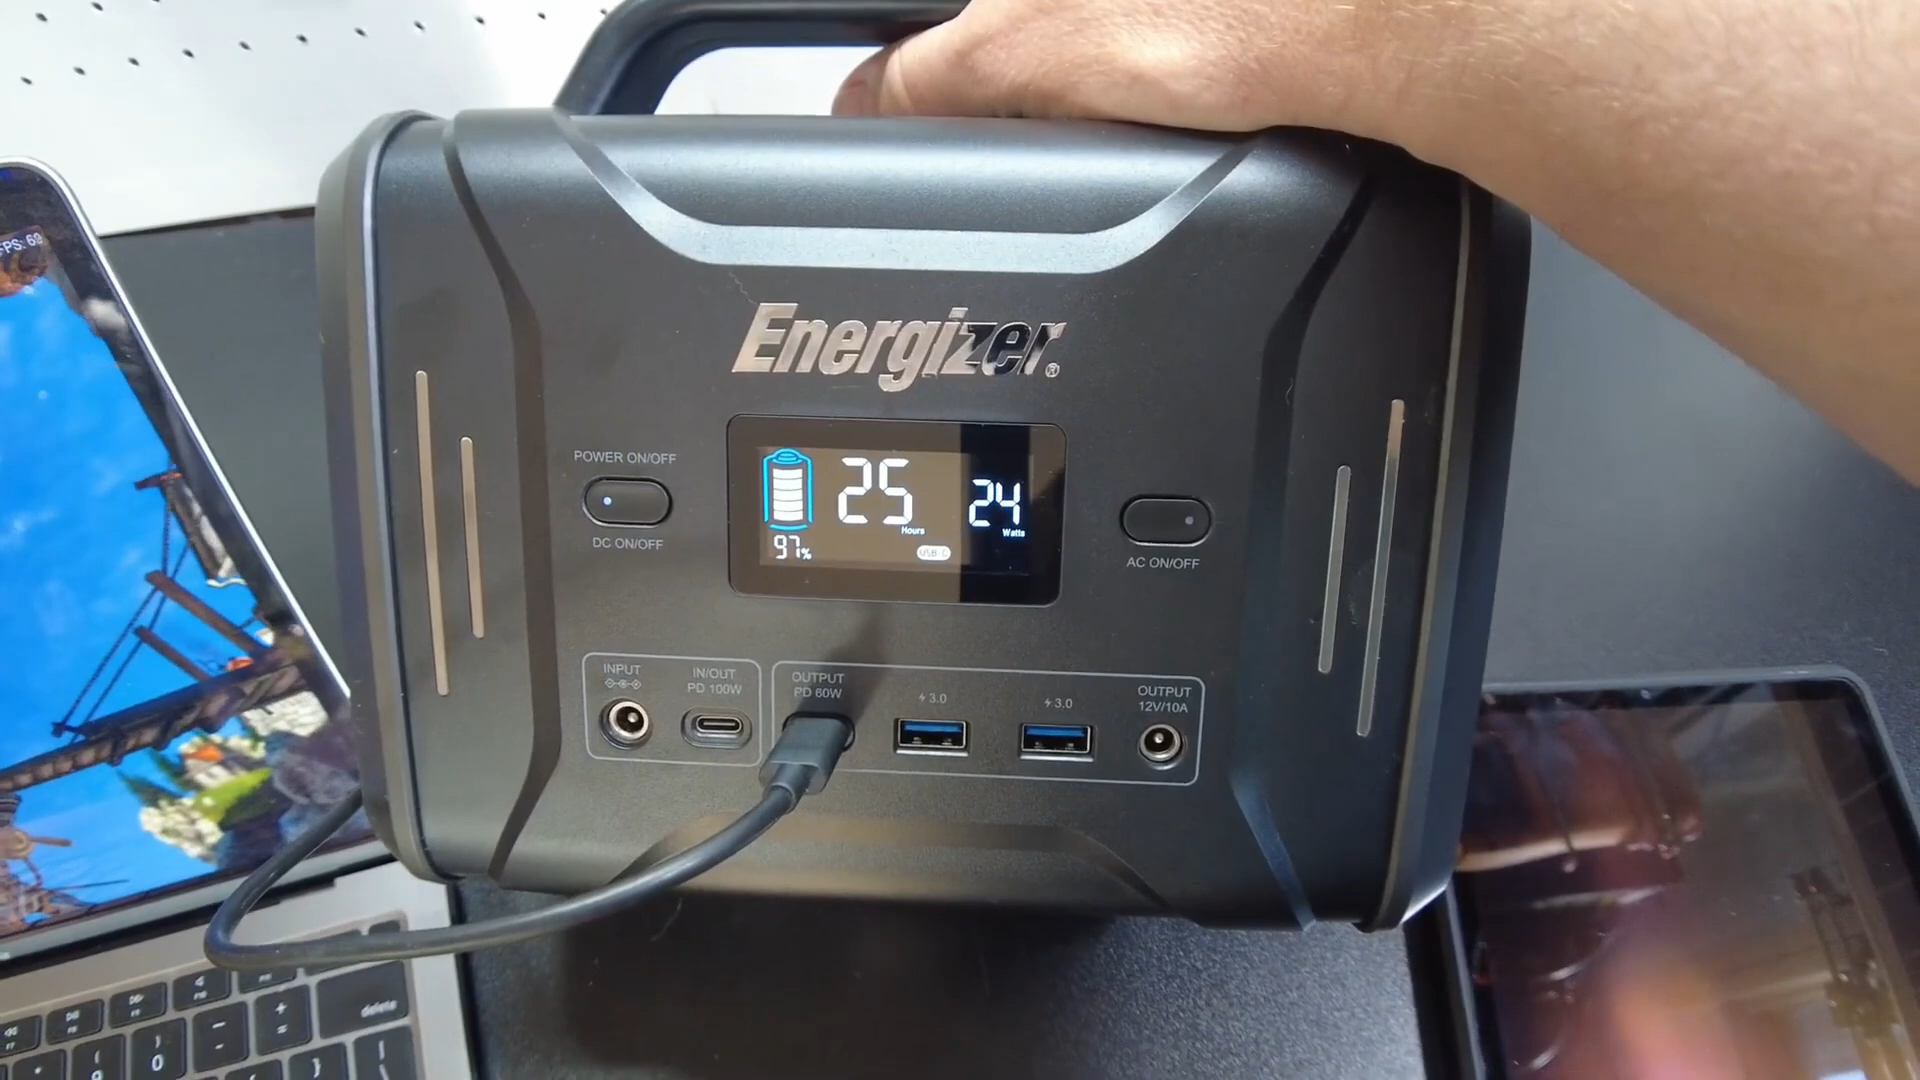 FPS: 60
Energizer®
POWER ON/OFF
DC ON/OFF
25
Hours
24
Watts
97%
USB-C
AC ON/OFF
INPUT
IN/OUT
PD 100W
OUTPUT
PD 60W
3.0
3.0
OUTPUT
12V/10A
delete